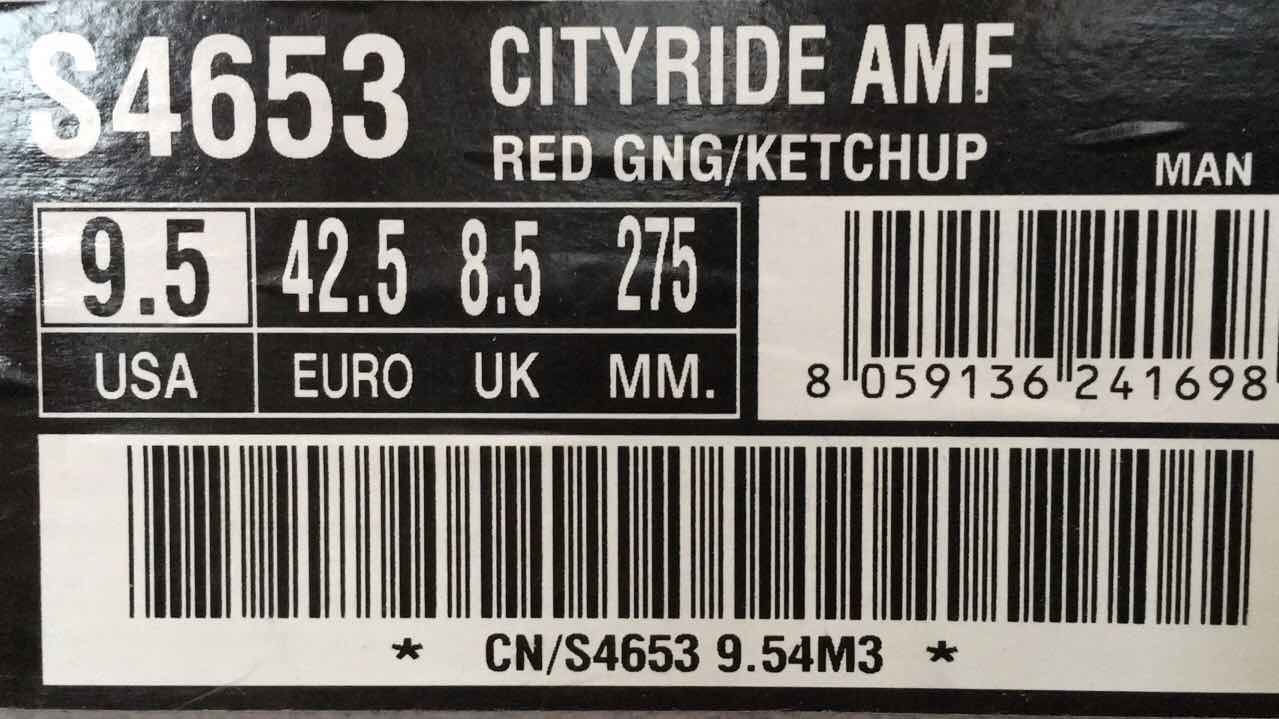 S4653 CITYRIDE AMF
RED GNG/KETCHUP
MAN
9.5 42.5 8.5 275
USA EURO UK MM.
8 059136 241698
* CN/S4653 9.54M3 *